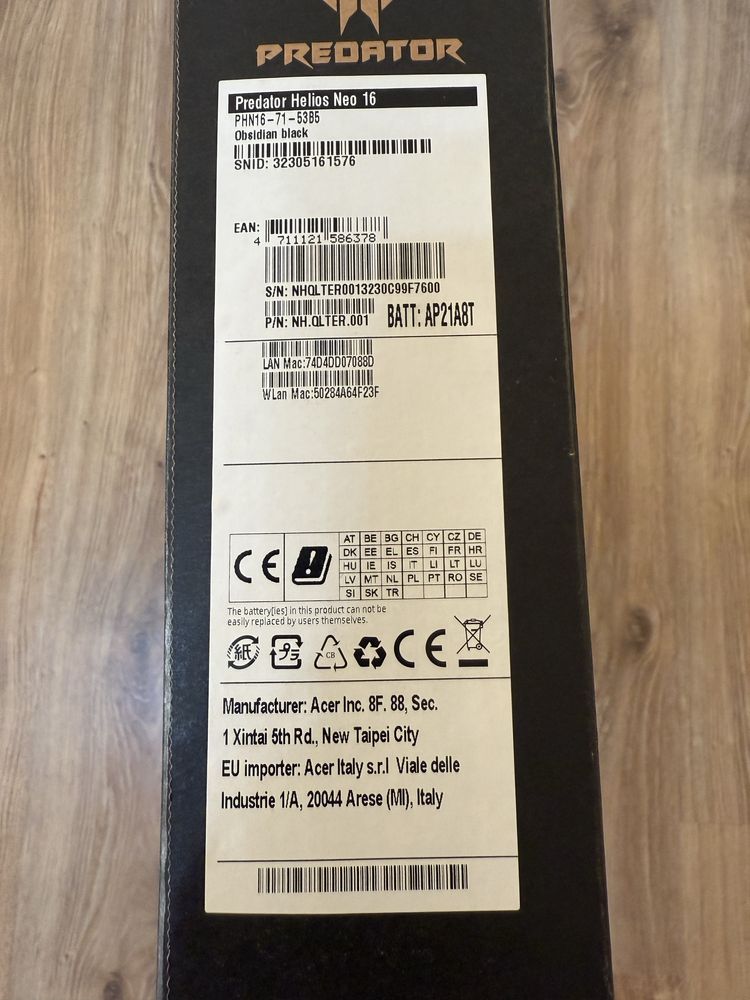 PREDATOR
Predator Helios Neo 16
PHN16-71-53B5
Obsidian black
SNID: 32305161576
EAN:
4 711121 586378
S/N: NHQLTER0013230C99F7600
P/N: NH.QLTER.001 BATT: AP21A8T
LAN Mac:74D4DD07088D
WLan Mac:50284A64F23F
CE ! AT BE BG CH CY CZ DE
DK EE EL ES FI FR HR
HU IE IS IT LI LT LU
LV MT NL PL PT RO SE
SI SK TR
The battery[ies] in this product can not be
easily replaced by users themselves.
紙 プラ CB CE
Manufacturer: Acer Inc. 8F. 88, Sec.
1 Xintai 5th Rd., New Taipei City
EU importer: Acer Italy s.r.l Viale delle
Industrie 1/A, 20044 Arese (MI), Italy